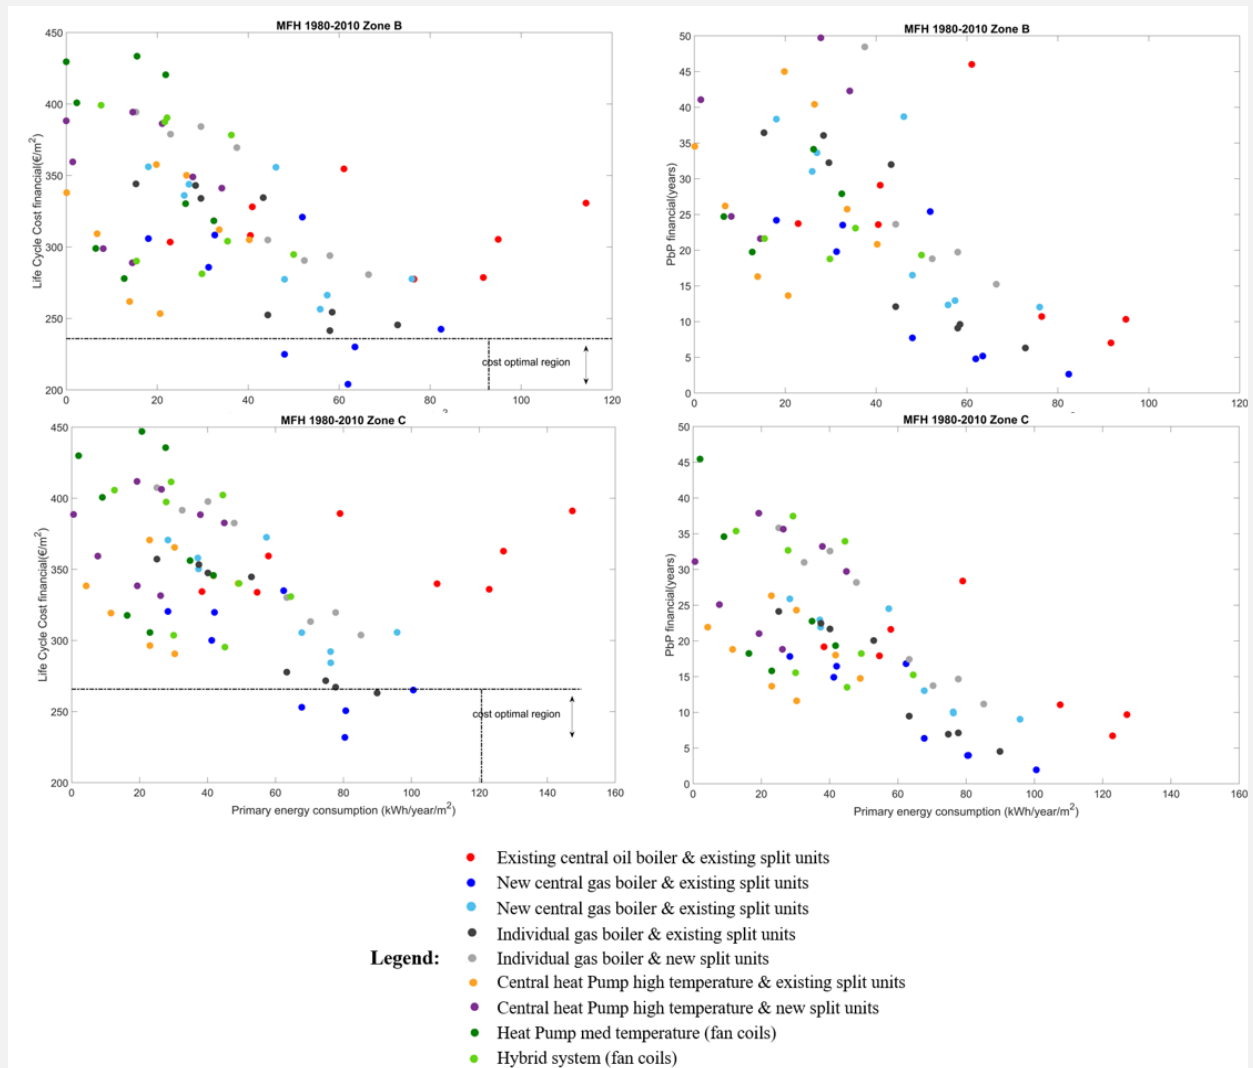 MFH 1980-2010 Zone B
450
400
350
300
250
200
Life Cycle Cost financial(€/m²)
cost optimal region
0 20 40 60 80 100 120
MFH 1980-2010 Zone B
50
45
40
35
30
25
20
15
10
5
0
PbP financial(years)
0 20 40 60 80 100 120
MFH 1980-2010 Zone C
450
400
350
300
250
200
Life Cycle Cost financial(€/m²)
cost optimal region
0 20 40 60 80 100 120 140 160
Primary energy consumption (kWh/year/m²)
MFH 1980-2010 Zone C
50
45
40
35
30
25
20
15
10
5
0
PbP financial(years)
0 20 40 60 80 100 120 140 160
Primary energy consumption (kWh/year/m²)
Legend:
Existing central oil boiler & existing split units
New central gas boiler & existing split units
New central gas boiler & existing split units
Individual gas boiler & existing split units
Individual gas boiler & new split units
Central heat Pump high temperature & existing split units
Central heat Pump high temperature & new split units
Heat Pump med temperature (fan coils)
Hybrid system (fan coils)